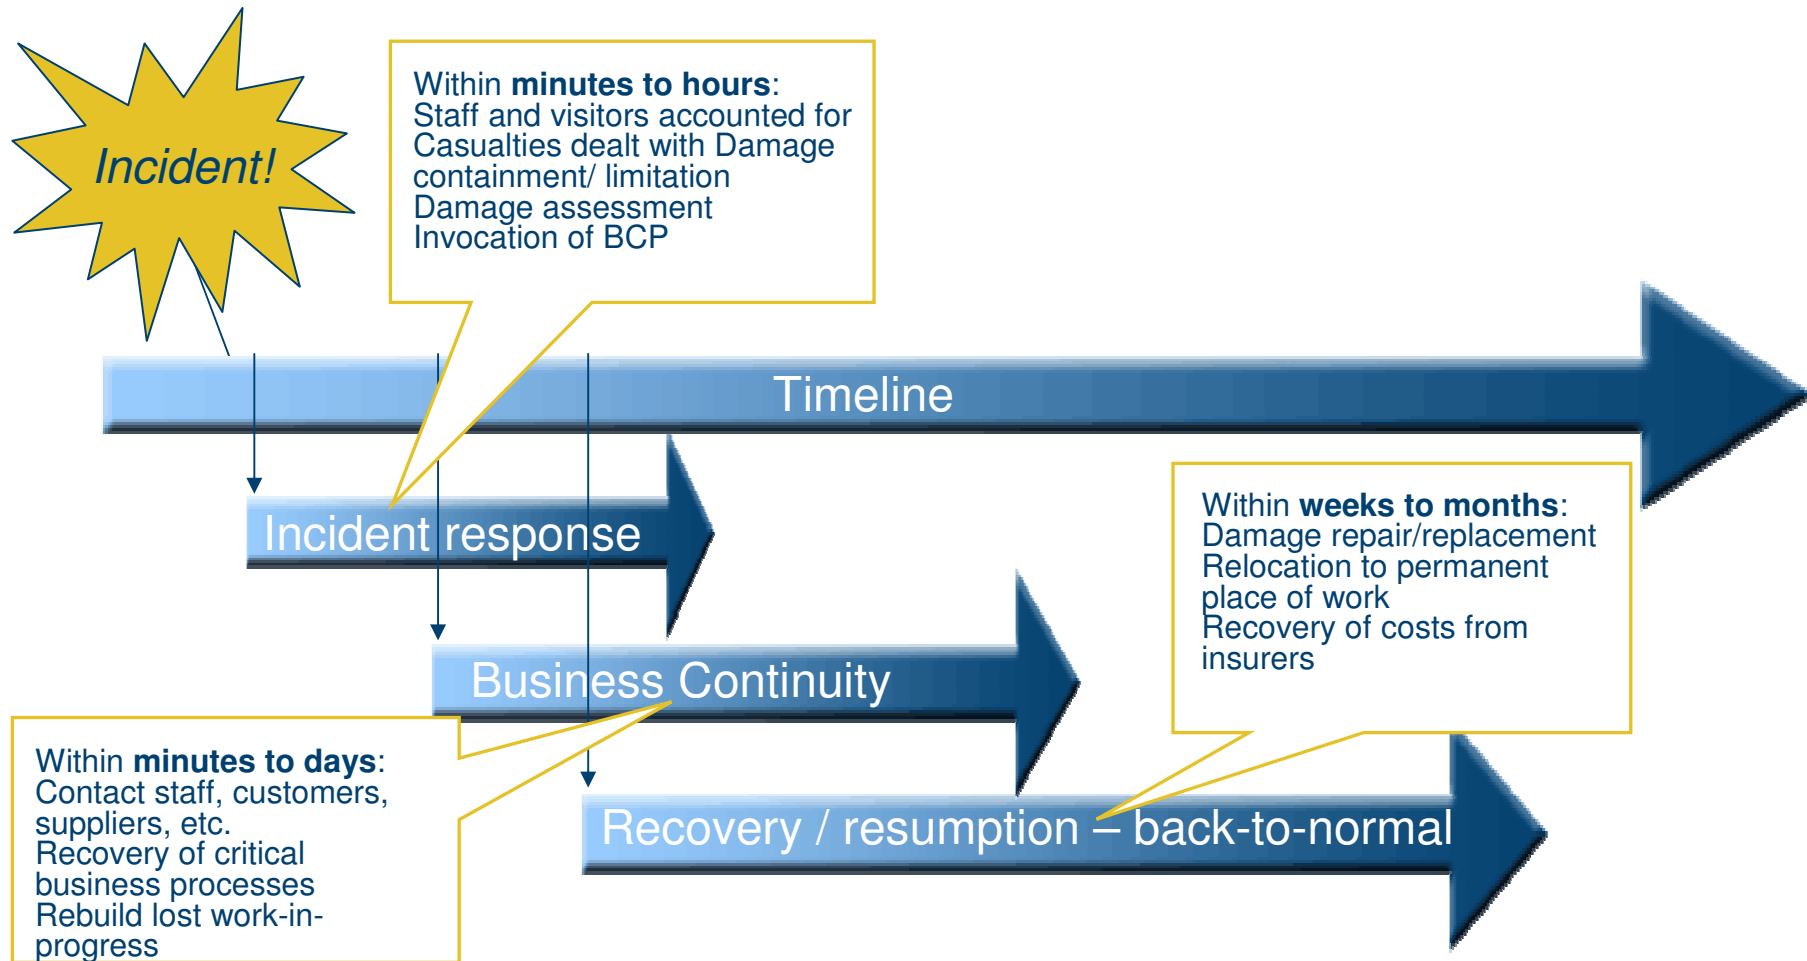 Incident!
Within minutes to hours:
Staff and visitors accounted for
Casualties dealt with Damage
containment/ limitation
Damage assessment
Invocation of BCP
Timeline
Incident response
Within weeks to months:
Damage repair/replacement
Relocation to permanent
place of work
Recovery of costs from
insurers
Business Continuity
Within minutes to days:
Contact staff, customers,
suppliers, etc.
Recovery of critical
business processes
Rebuild lost work-in-
progress
Recovery / resumption – back-to-normal